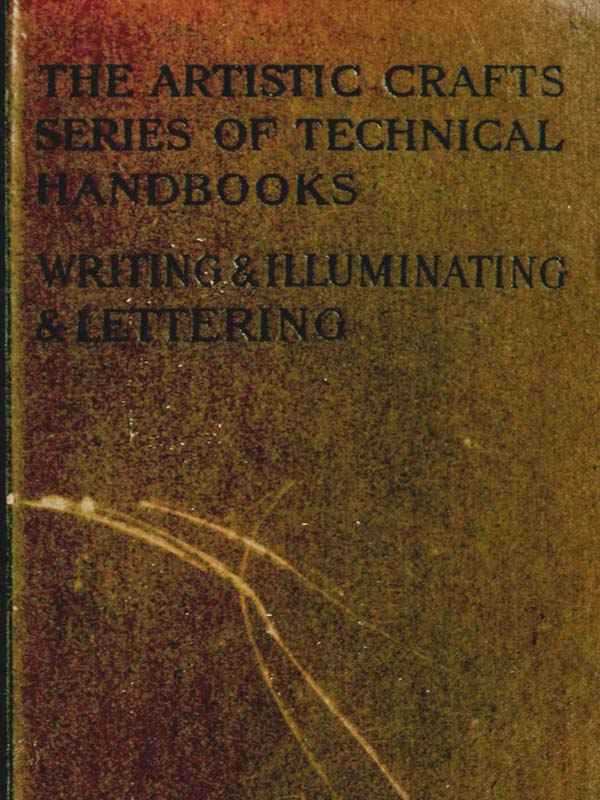 THE ARTISTIC CRAFTS
SERIES OF TECHNICAL
HANDBOOKS
WRITING & ILLUMINATING
& LETTERING